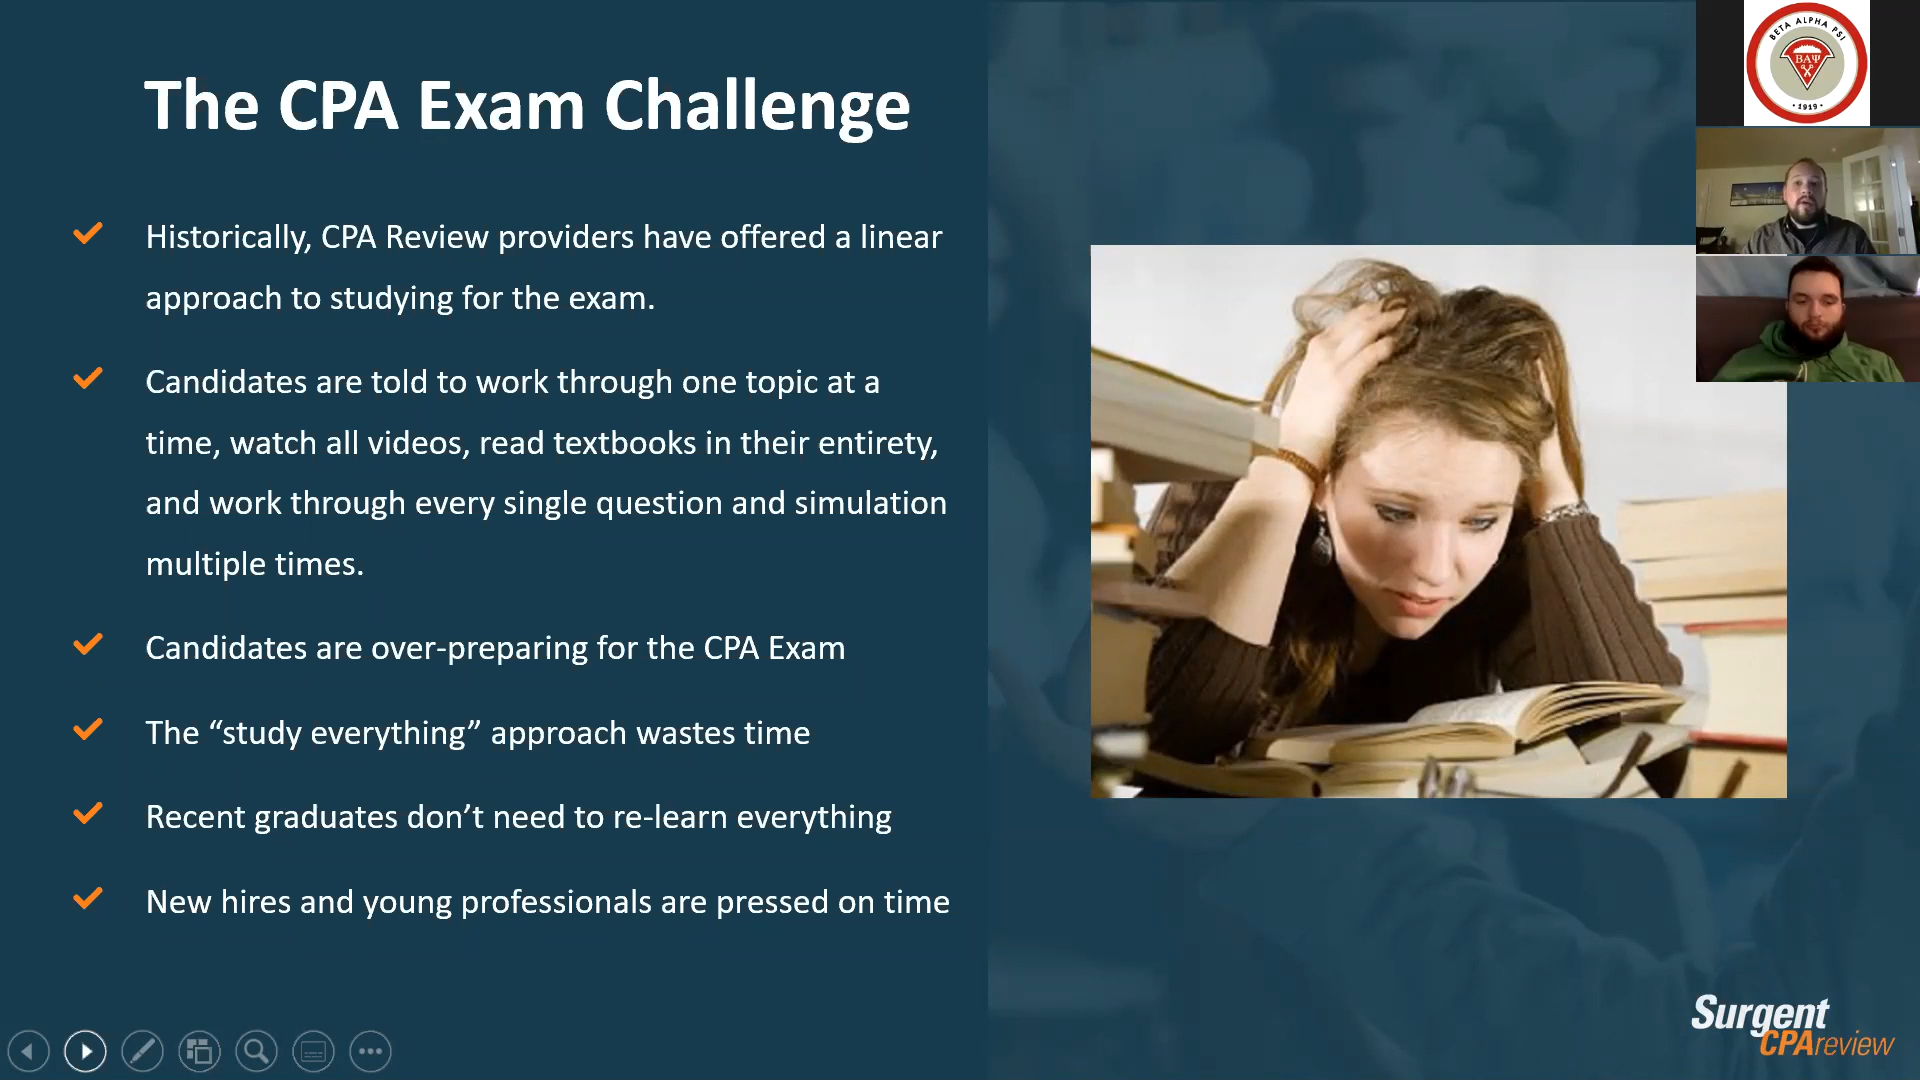 The CPA Exam Challenge
Historically, CPA Review providers have offered a linear
approach to studying for the exam.
Candidates are told to work through one topic at a
time, watch all videos, read textbooks in their entirety,
and work through every single question and simulation
multiple times.
Candidates are over-preparing for the CPA Exam
The “study everything” approach wastes time
Recent graduates don’t need to re-learn everything
New hires and young professionals are pressed on time
BETA ALPHA PSI
ΒΑΨ
• 1919 •
Surgent
CPAreview